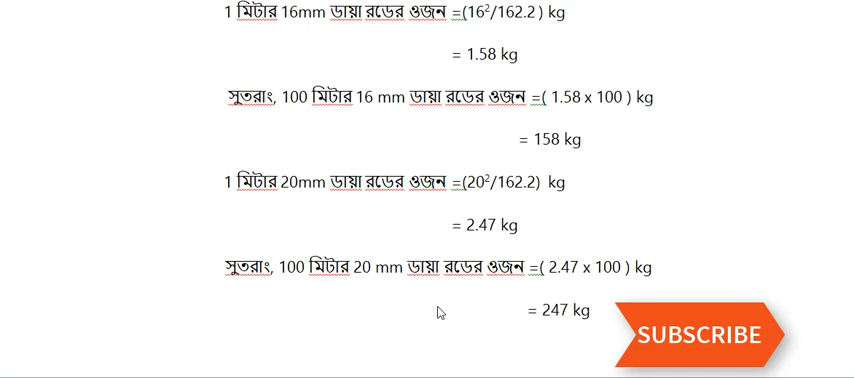 1 মিটার 16mm ডায়া রডের ওজন =(16²/162.2 ) kg
= 1.58 kg
সুতরাং, 100 মিটার 16 mm ডায়া রডের ওজন =( 1.58 x 100 ) kg
= 158 kg
1 মিটার 20mm ডায়া রডের ওজন =(20²/162.2) kg
= 2.47 kg
সুতরাং, 100 মিটার 20 mm ডায়া রডের ওজন =( 2.47 x 100 ) kg
= 247 kg
SUBSCRIBE